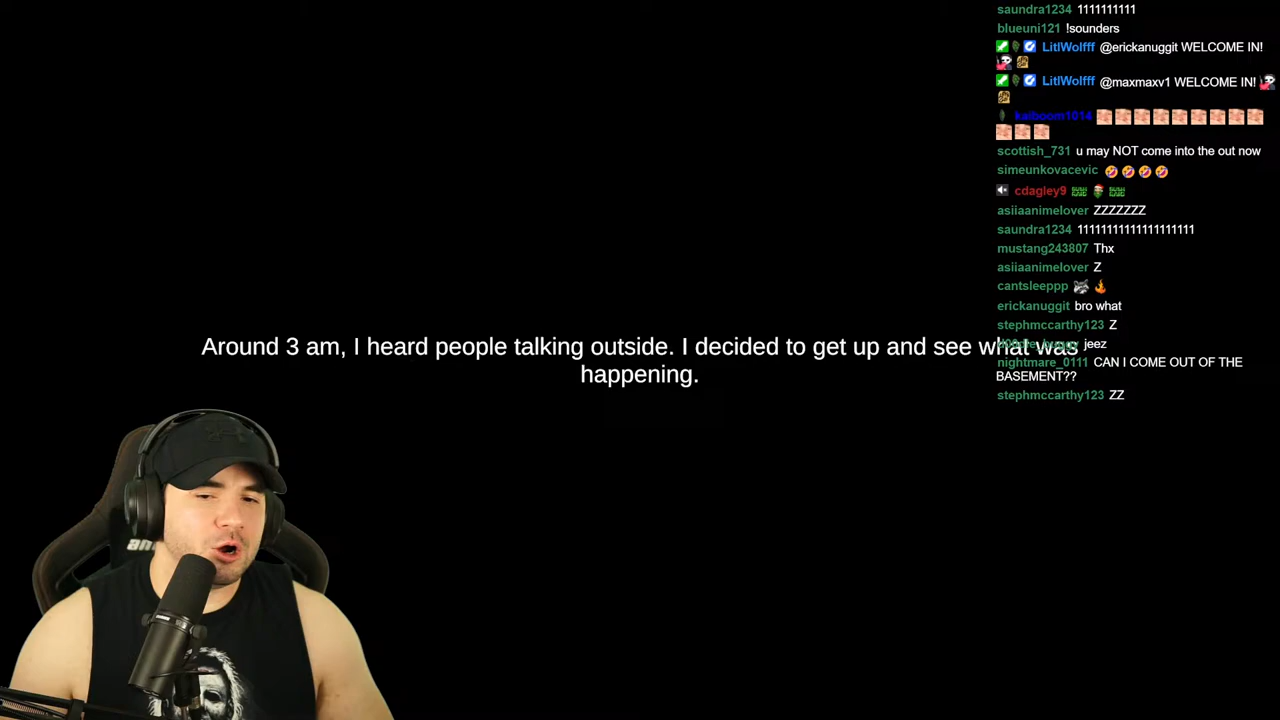 saundra1234 1111111111
blueuni121 !sounders
LitlWolfff @erickanuggit WELCOME IN!
LitlWolfff @maxmaxv1 WELCOME IN!
katboom1014
scottish_731 u may NOT come into the out now
simeunkovacevic
cdagley9
asiiaanimelover ZZZZZZZ
saundra1234 11111111111111111111
mustang243807 Thx
asiiaanimelover Z
cantsleeppp
erickanuggit bro what
stephmccarthy123 Z
jeez
nightmare_0111 CAN I COME OUT OF THE
BASEMENT??
stephmccarthy123 ZZ
Around 3 am, I heard people talking outside. I decided to get up and see what was
happening.